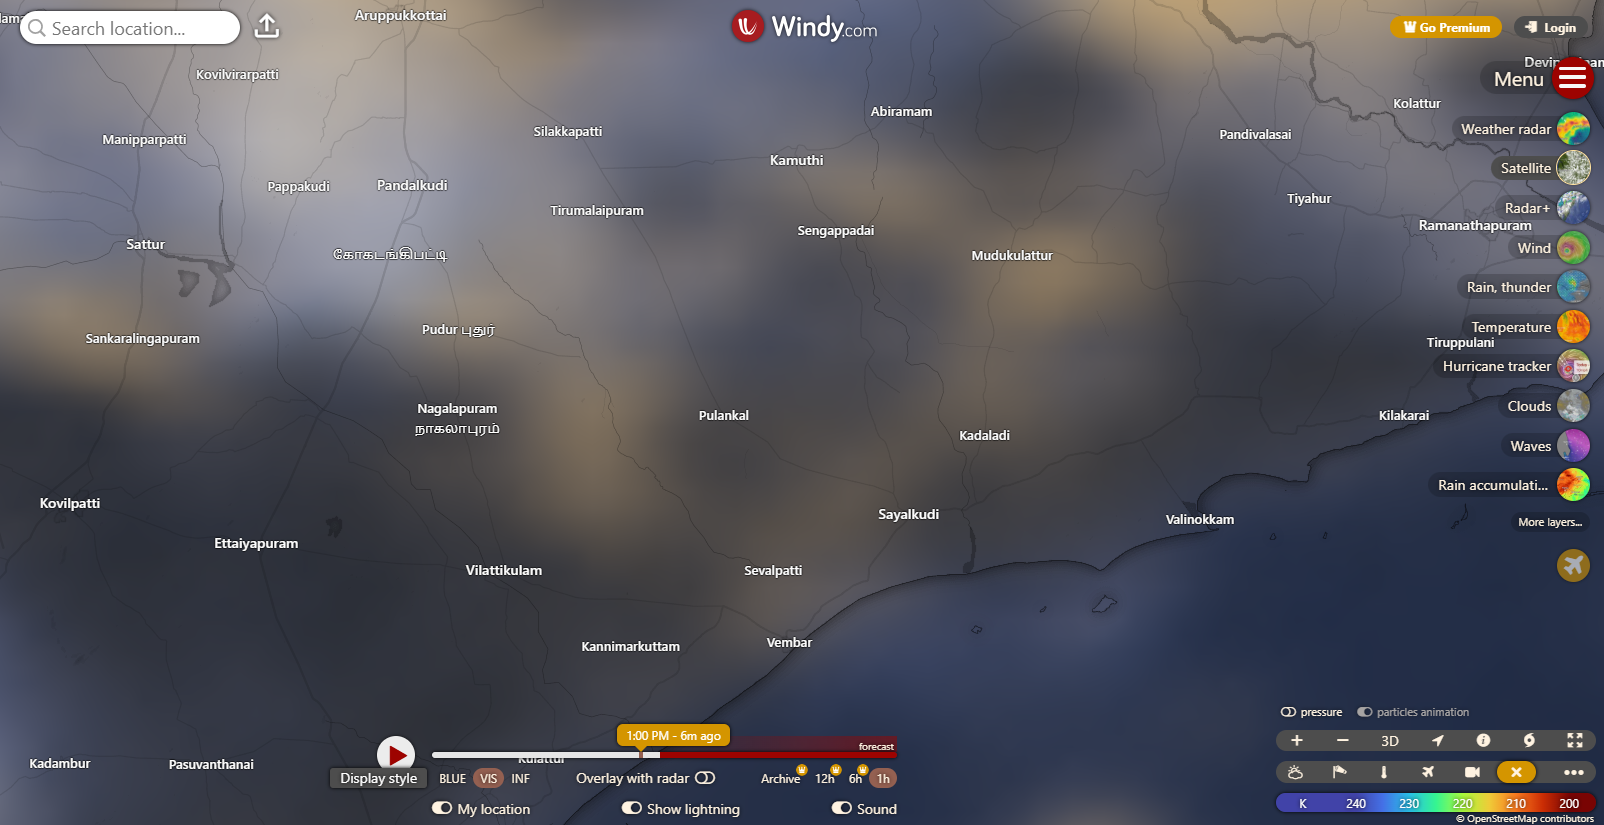 Aruppukkottai
Search location...
Windy.com
Go Premium
Login
Kovilvirarpatti
Menu
Kolattur
Abiramam
Manipparpatti
Silakkapatti
Pandivalasai
Weather radar
Kamuthi
Satellite
Pappakudi
Pandalkudi
Tirumalaipuram
Tiyahur
Radar+
Ramanathapuram
Sengappadai
Sattur
கோகடங்கிபட்டி
Mudukulattur
Wind
Rain, thunder
Pudur புதுர்
Temperature
Sankaralingapuram
Tiruppulani
Hurricane tracker
Nagalapuram
நாகலாபுரம்
Pulankal
Kilakarai
Clouds
Kadaladi
Waves
Rain accumulati...
Kovilpatti
Sayalkudi
Valinokkam
More layers...
Ettaiyapuram
Vilattikulam
Sevalpatti
Kannimarkuttam
Vembar
pressure
particles animation
1:00 PM - 6m ago
forecast
3D
Kadambur
Pasuvanthanai
Kulattur
Display style
BLUE VIS INF
Overlay with radar
Archive 12h 6h 1h
My location
Show lightning
Sound
K 240 230 220 210 200
© OpenStreetMap contributors